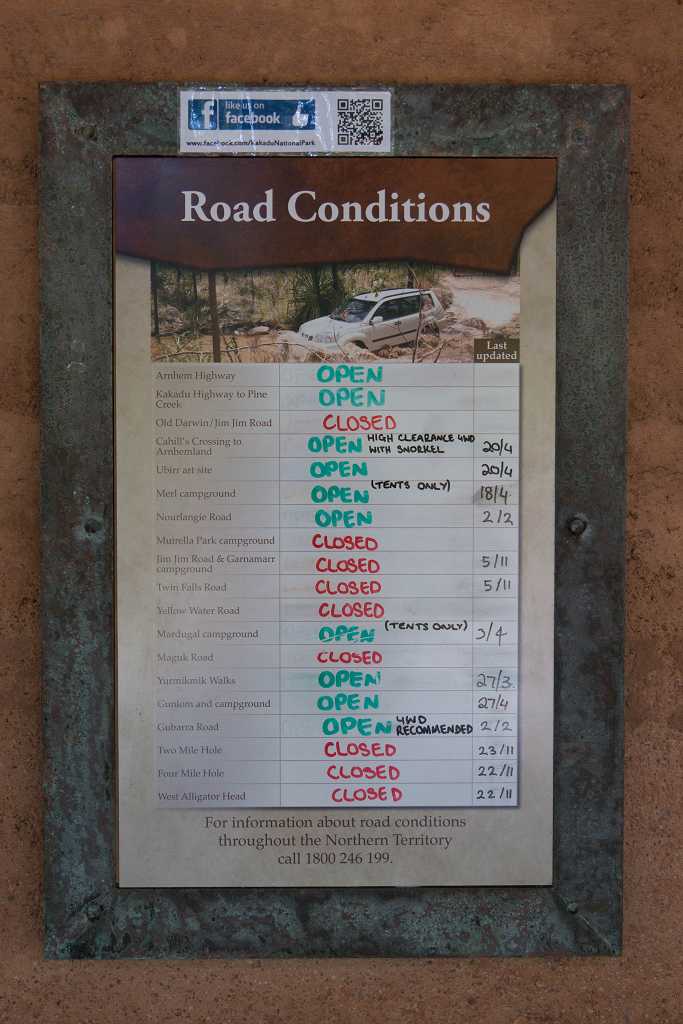 like us on
facebook
www.facebook.com/KakaduNationalPark
Road Conditions
Last
updated
Arnhem Highway OPEN
Kakadu Highway to Pine
Creek OPEN
Old Darwin/Jim Jim Road CLOSED
Cahill's Crossing to
Arnhemland OPEN HIGH CLEARANCE 4WD
WITH SNORKEL 20/4
Ubirr art site OPEN 20/4
Merl campground OPEN (TENTS ONLY) 18/4
Nourlangie Road OPEN 2/2
Muirella Park campground CLOSED
Jim Jim Road & Garnamarr
campground CLOSED 5/11
Twin Falls Road CLOSED 5/11
Yellow Water Road CLOSED
Mardugal campground OPEN (TENTS ONLY) 3/4
Maguk Road CLOSED
Yurmikmik Walks OPEN 27/3
Gunlom and campground OPEN 27/4
Gubarra Road OPEN 4WD
RECOMMENDED 2/2
Two Mile Hole CLOSED 23/11
Four Mile Hole CLOSED 22/11
West Alligator Head CLOSED 22/11
For information about road conditions
throughout the Northern Territory
call 1800 246 199.